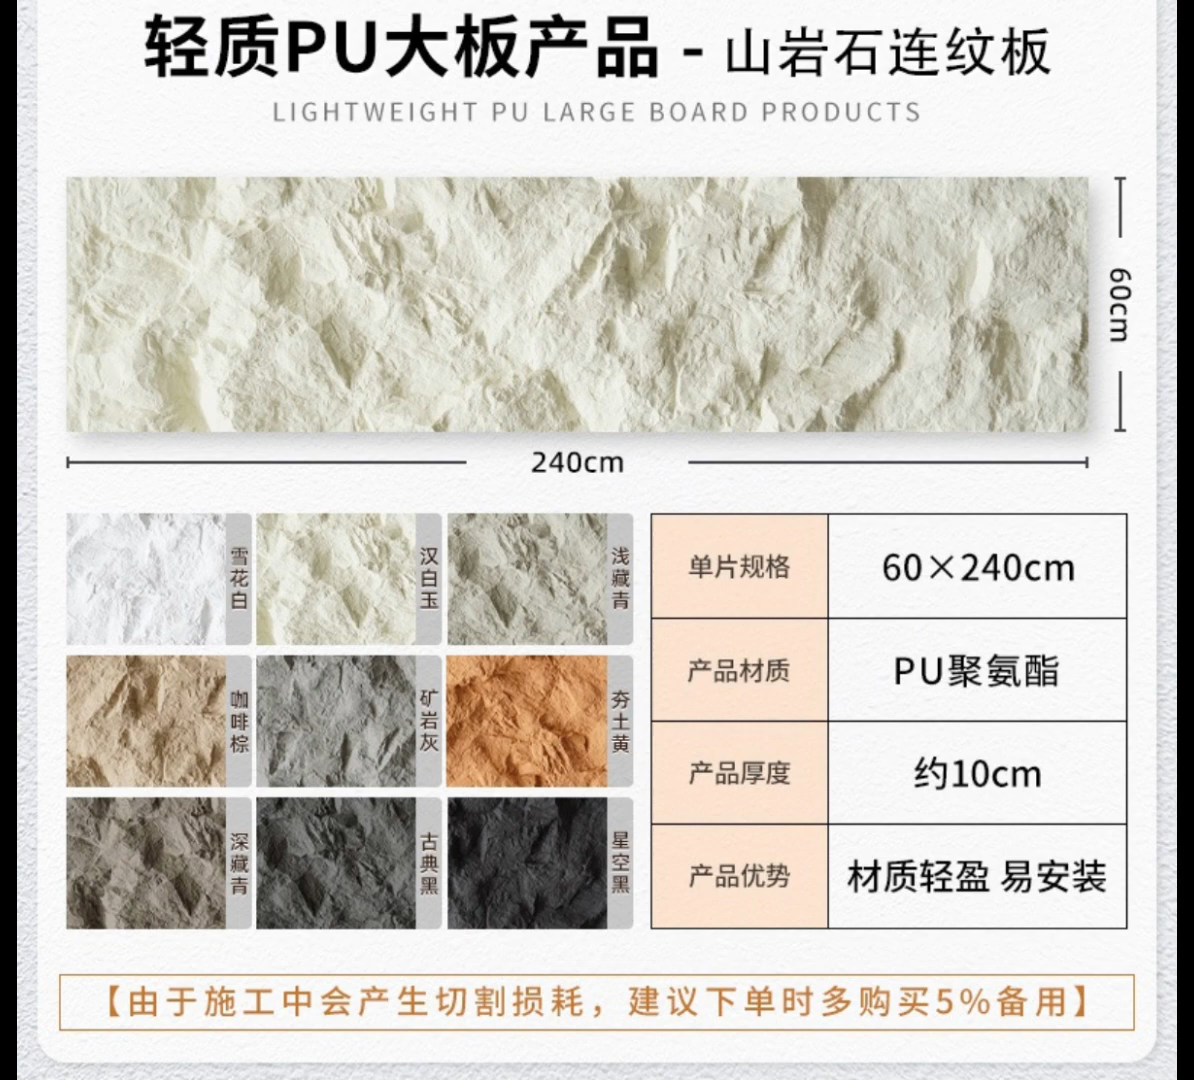 轻质PU大板产品 - 山岩石连纹板
LIGHTWEIGHT PU LARGE BOARD PRODUCTS
60cm
240cm
雪花白
汉白玉
浅藏青
咖啡棕
矿岩灰
夯土黄
深藏青
古典黑
星空黑
单片规格 60×240cm
产品材质 PU聚氨酯
产品厚度 约10cm
产品优势 材质轻盈 易安装
【由于施工中会产生切割损耗，建议下单时多购买5%备用】